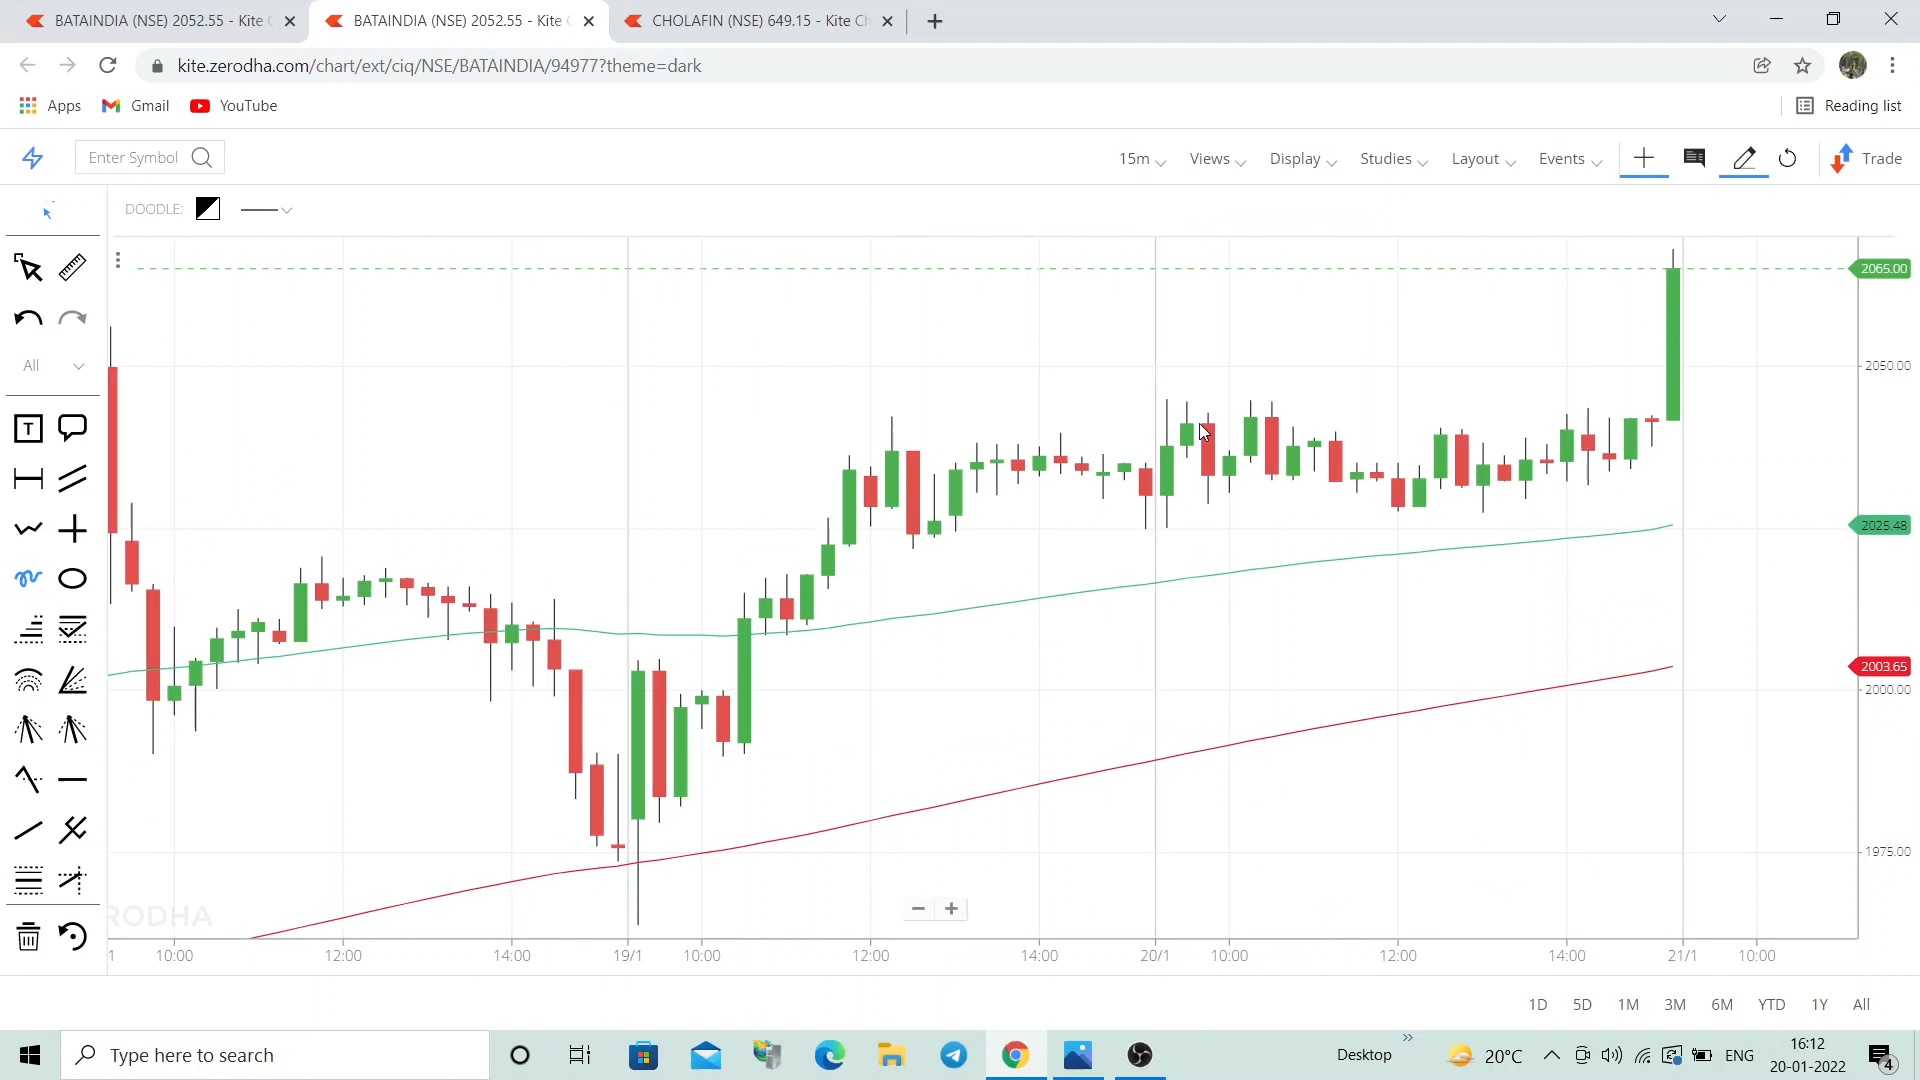 BATAINDIA (NSE) 2052.55 - Kite
BATAINDIA (NSE) 2052.55 - Kite
CHOLAFIN (NSE) 649.15 - Kite Ch
kite.zerodha.com/chart/ext/ciq/NSE/BATAINDIA/94977?theme=dark
Apps Gmail YouTube Reading list
Enter Symbol 15m Views Display Studies Layout Events Trade
DOODLE:
2065.00
All
2050.00
T
2025.48
2003.65
2000.00
1975.00
RODHA
1 10:00 12:00 14:00 19/1 10:00 12:00 14:00 20/1 10:00 12:00 14:00 21/1 10:00
1D 5D 1M 3M 6M YTD 1Y All
Type here to search Desktop 20°C ENG 16:12
20-01-2022 4